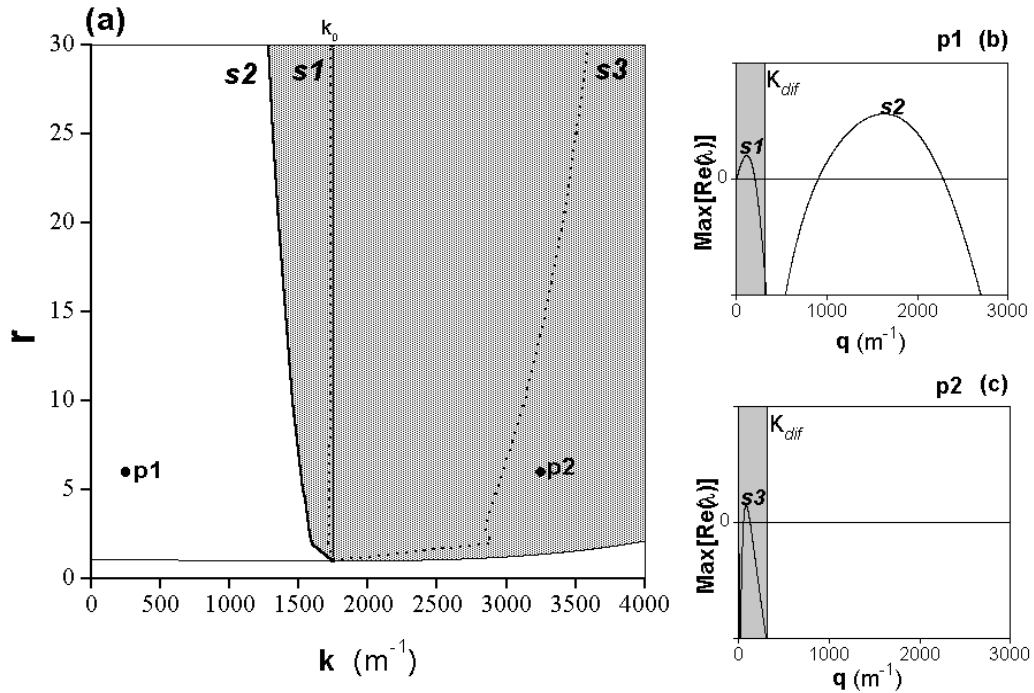 (a)
k₀
30
s2
s1
s3
25
20
15
r
10
p1
p2
5
0
0 500 1000 1500 2000 2500 3000 3500 4000
k (m⁻¹)
p1 (b)
K_dif
s1
s2
0
Max[Re(λ)]
0 1000 2000 3000
q (m⁻¹)
p2 (c)
K_dif
s3
0
Max[Re(λ)]
0 1000 2000 3000
q (m⁻¹)